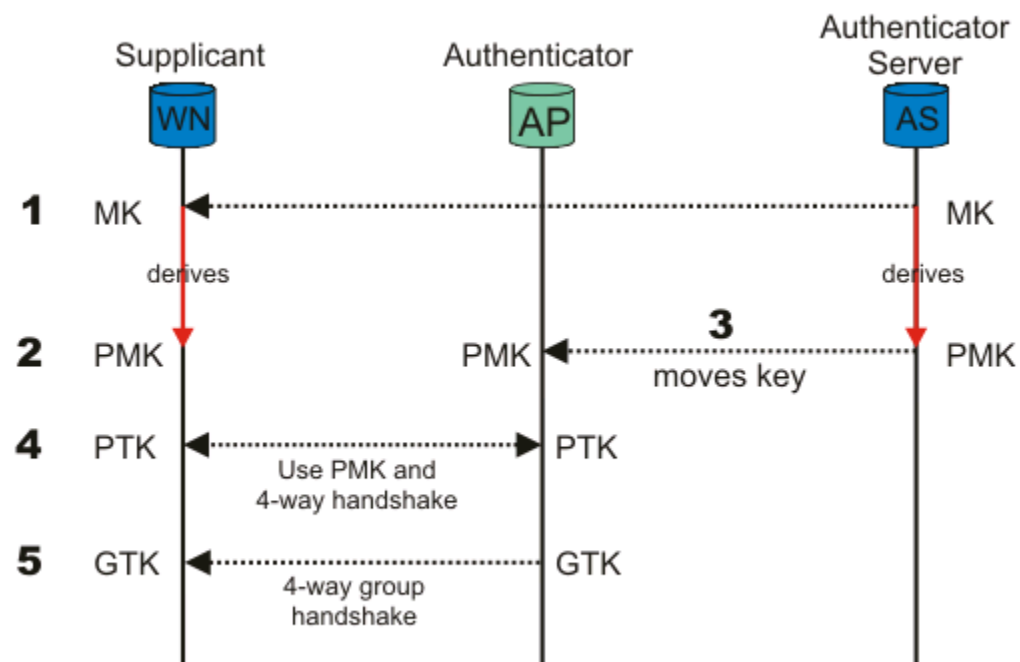 Supplicant
Authenticator
Authenticator
Server
WN
AP
AS
1
MK
MK
derives
derives
3
2
PMK
PMK
moves key
PMK
4
PTK
PTK
Use PMK and
4-way handshake
5
GTK
GTK
4-way group
handshake